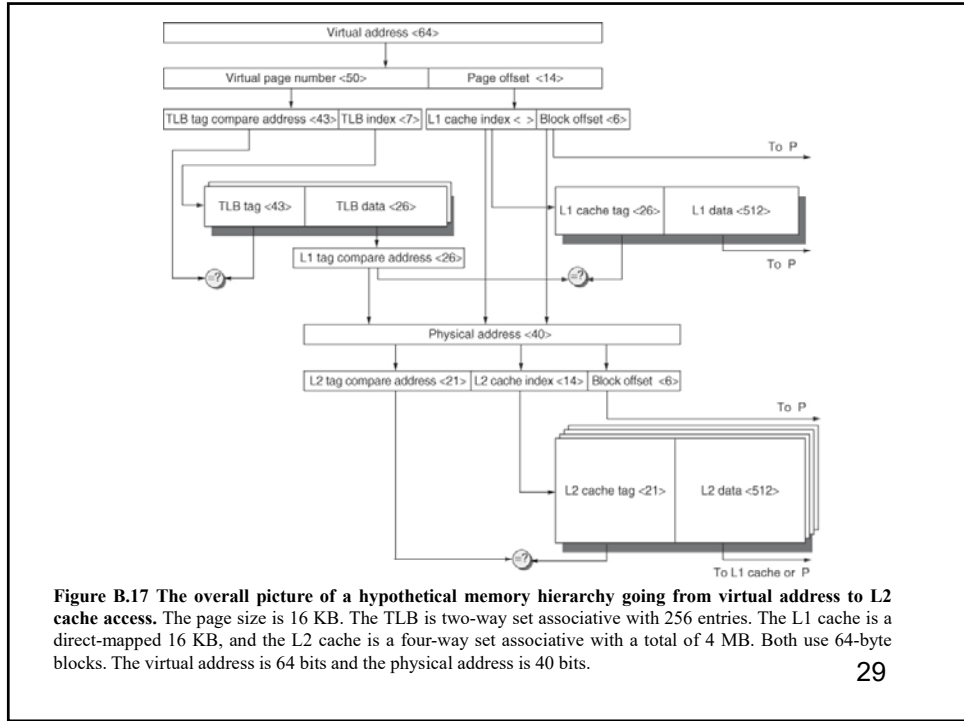 Virtual address <64>
Virtual page number <50> Page offset <14>
TLB tag compare address <43> TLB index <7> L1 cache index < > Block offset <6>
To P
TLB tag <43> TLB data <26> L1 cache tag <26> L1 data <512>
L1 tag compare address <26>
To P
=? =?
Physical address <40>
L2 tag compare address <21> L2 cache index <14> Block offset <6>
To P
L2 cache tag <21> L2 data <512>
=?
To L1 cache or P
Figure B.17 The overall picture of a hypothetical memory hierarchy going from virtual address to L2
cache access. The page size is 16 KB. The TLB is two-way set associative with 256 entries. The L1 cache is a
direct-mapped 16 KB, and the L2 cache is a four-way set associative with a total of 4 MB. Both use 64-byte
blocks. The virtual address is 64 bits and the physical address is 40 bits.
29